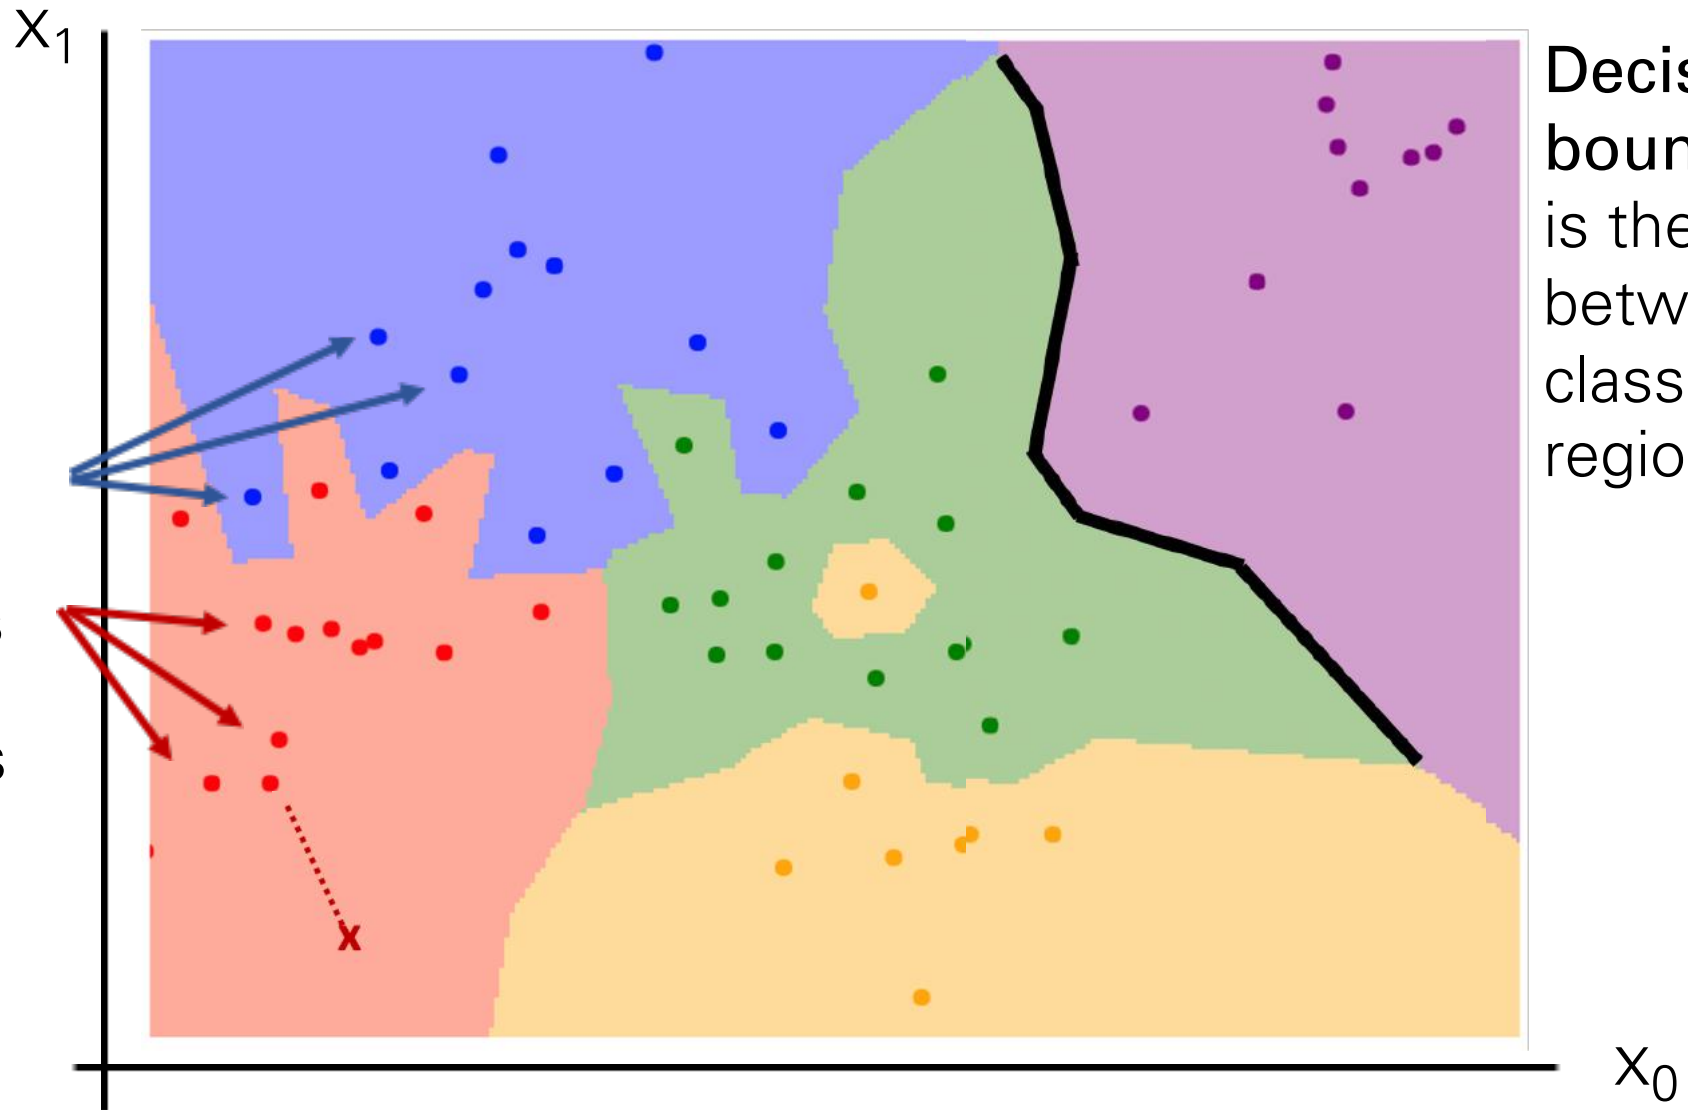 X1
Decis
boun
is the
betw
class
regio
s
s
x
X0